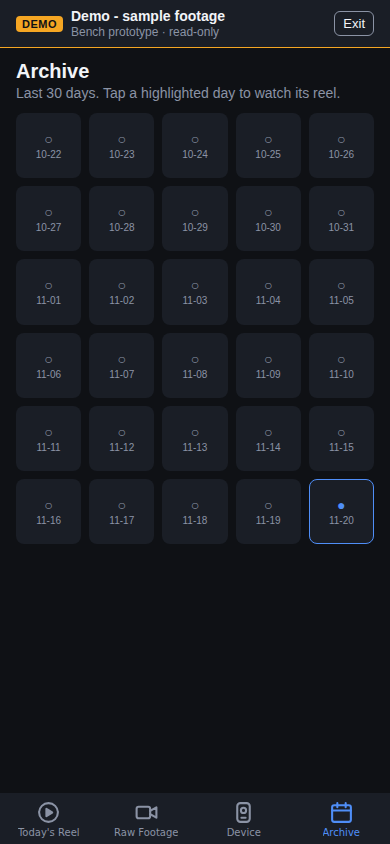 DEMO
Demo - sample footage
Bench prototype · read-only
Exit
Archive
Last 30 days. Tap a highlighted day to watch its reel.
10-22 10-23 10-24 10-25 10-26
10-27 10-28 10-29 10-30 10-31
11-01 11-02 11-03 11-04 11-05
11-06 11-07 11-08 11-09 11-10
11-11 11-12 11-13 11-14 11-15
11-16 11-17 11-18 11-19 11-20
Today's Reel Raw Footage Device Archive